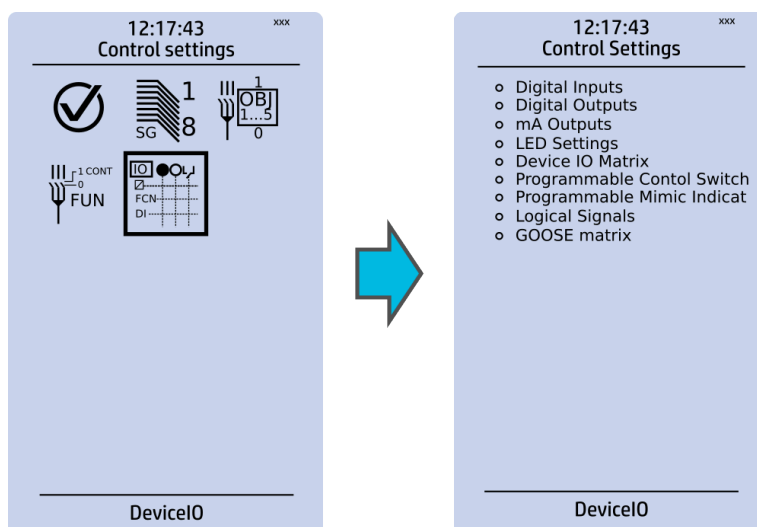 12:17:43
xxx
Control settings
1
SG
8
1
OBJ
1...5
0
1 CONT
0
FUN
IO
FCN
DI
DeviceIO
12:17:43
xxx
Control Settings
Digital Inputs
Digital Outputs
mA Outputs
LED Settings
Device IO Matrix
Programmable Contol Switch
Programmable Mimic Indicat
Logical Signals
GOOSE matrix
DeviceIO